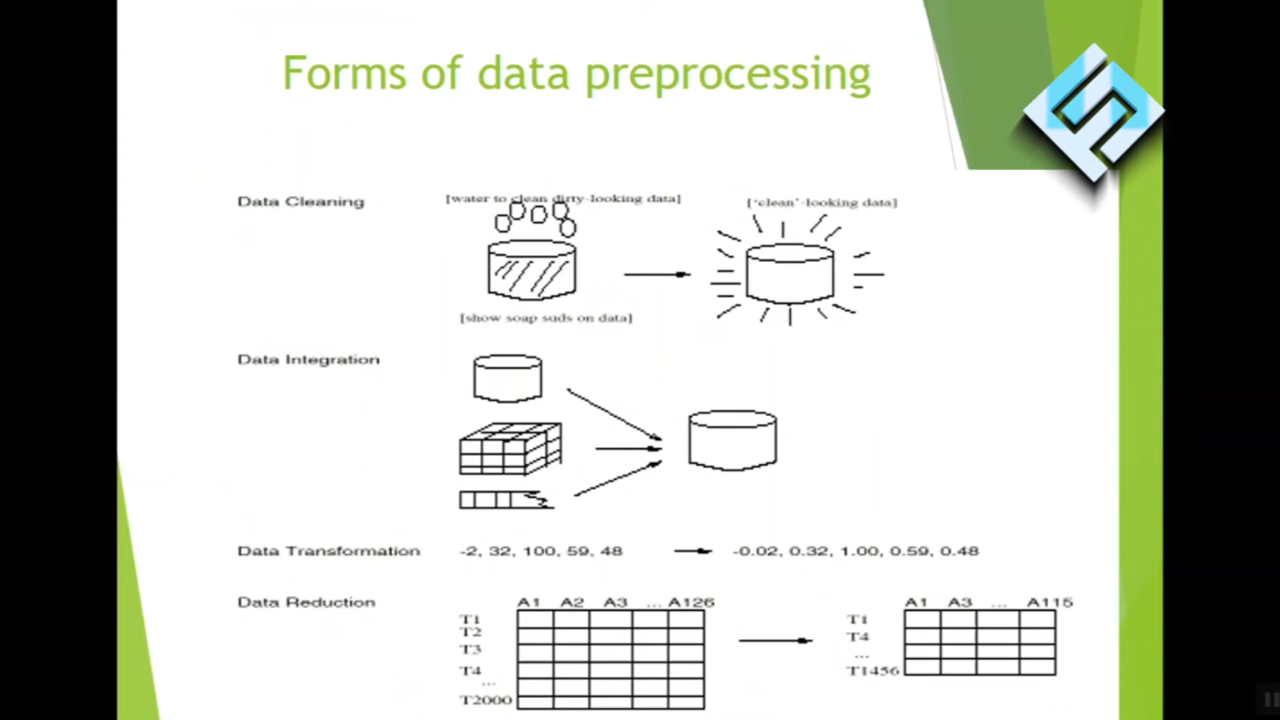 Forms of data preprocessing
Data Cleaning
[water to clean dirty-looking data]
['clean'-looking data]
[show soap suds on data]
Data Integration
Data Transformation -2, 32, 100, 59, 48 -0.02, 0.32, 1.00, 0.59, 0.48
Data Reduction
A1 A2 A3 ... A126
T1
T2
T3
T4
...
T2000
A1 A3 ... A115
T1
T4
...
T1456